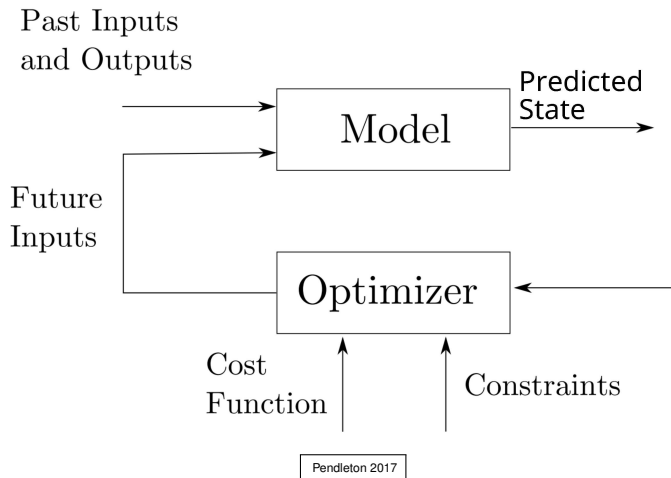 Past Inputs
and Outputs
Predicted
State
Model
Future
Inputs
Optimizer
Cost
Function
Constraints
Pendleton 2017